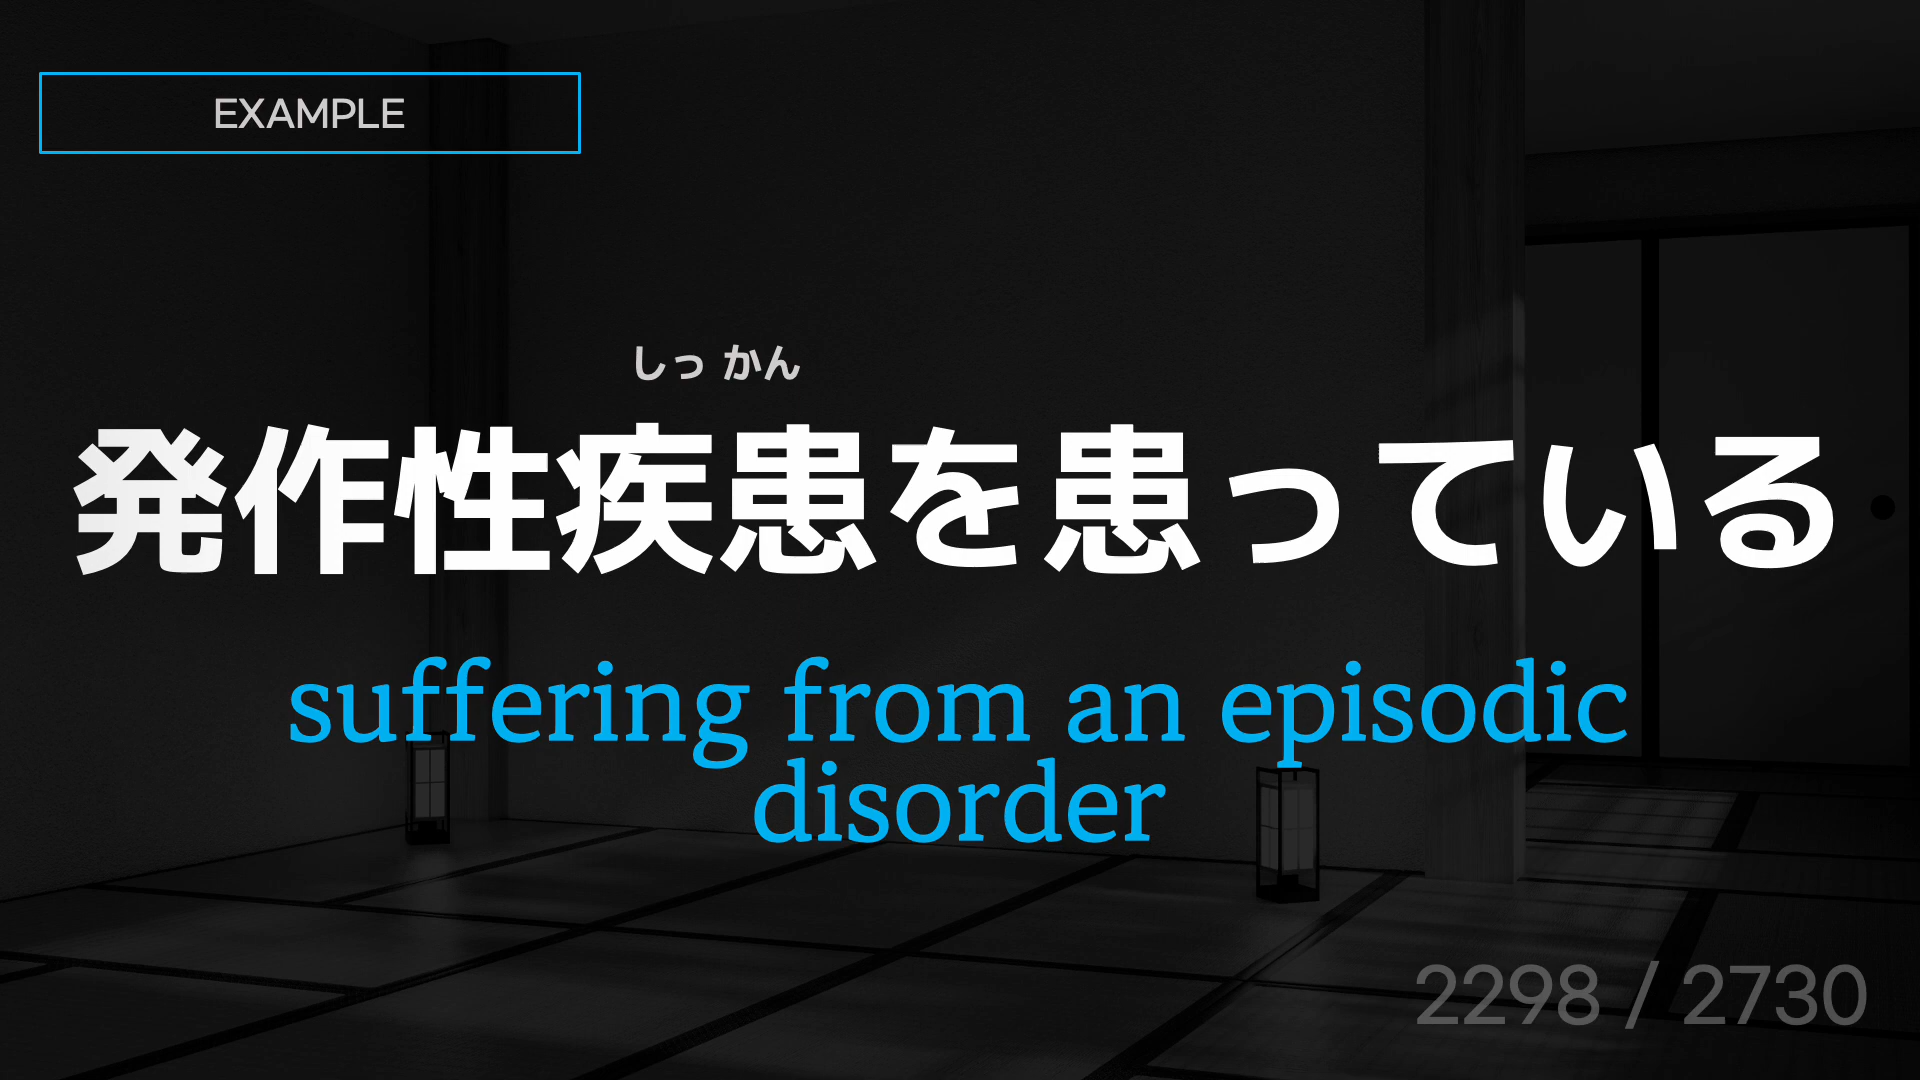 EXAMPLE
しっ かん
発作性疾患を患っている
suffering from an episodic
disorder
2298 / 2730